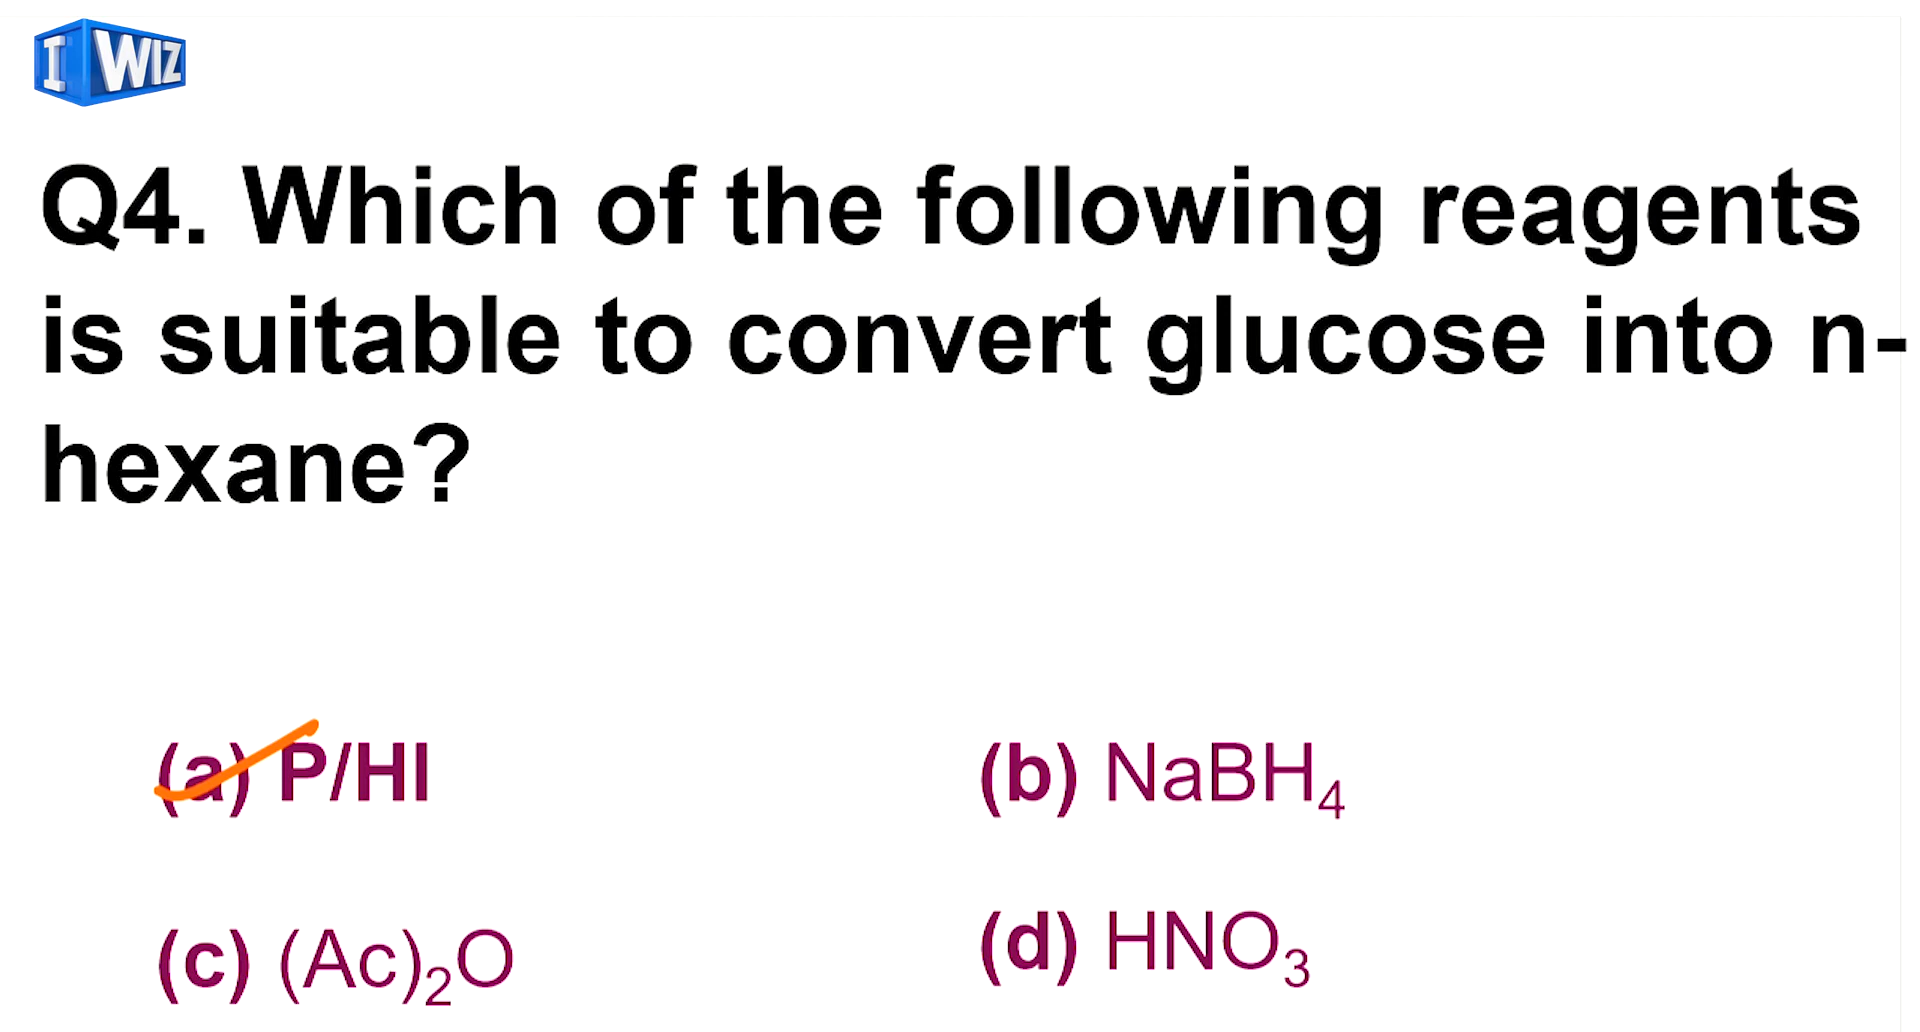 I WIZ
Q4. Which of the following reagents
is suitable to convert glucose into n-
hexane?
(a) P/HI
(b) NaBH₄
(c) (Ac)₂O
(d) HNO₃